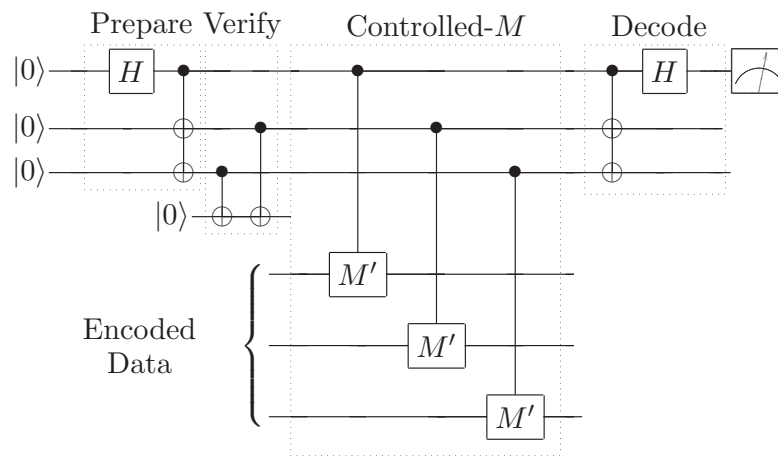 Prepare Verify Controlled-M Decode
|0⟩ H H
|0⟩
|0⟩
|0⟩
M′
Encoded
Data
M′
M′